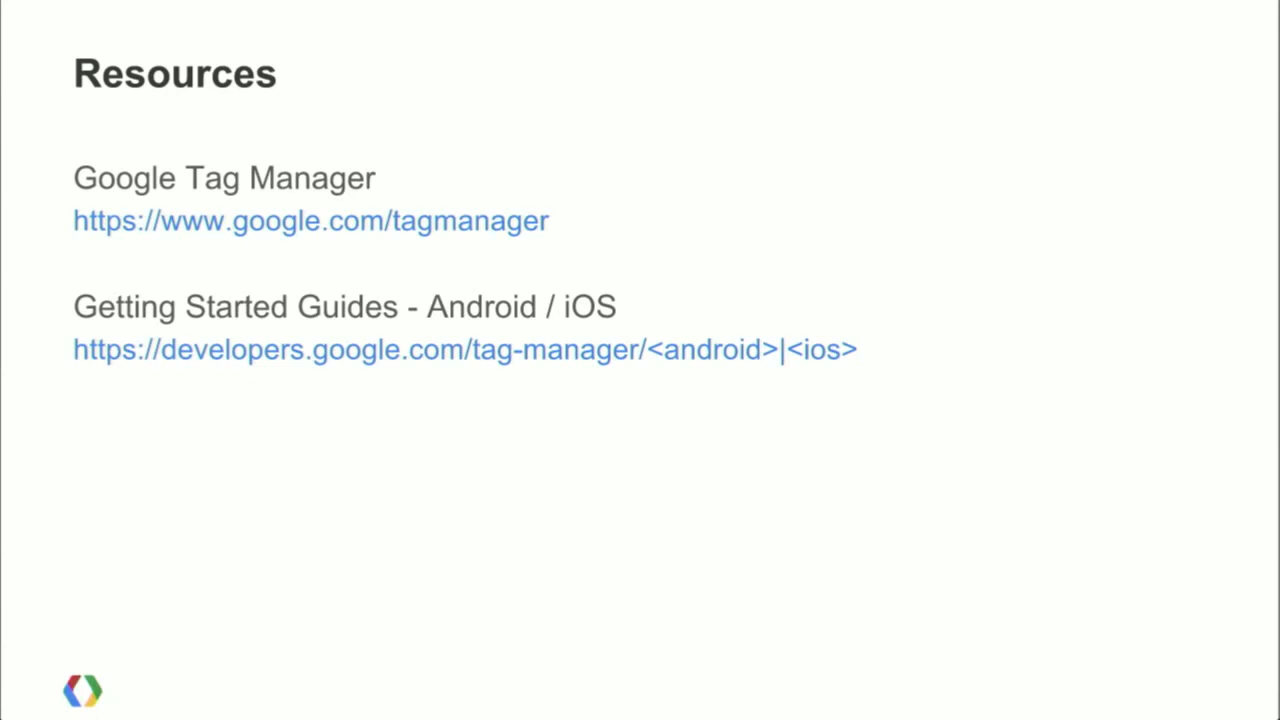 Resources
Google Tag Manager
https://www.google.com/tagmanager
Getting Started Guides - Android / iOS
https://developers.google.com/tag-manager/<android>|<ios>